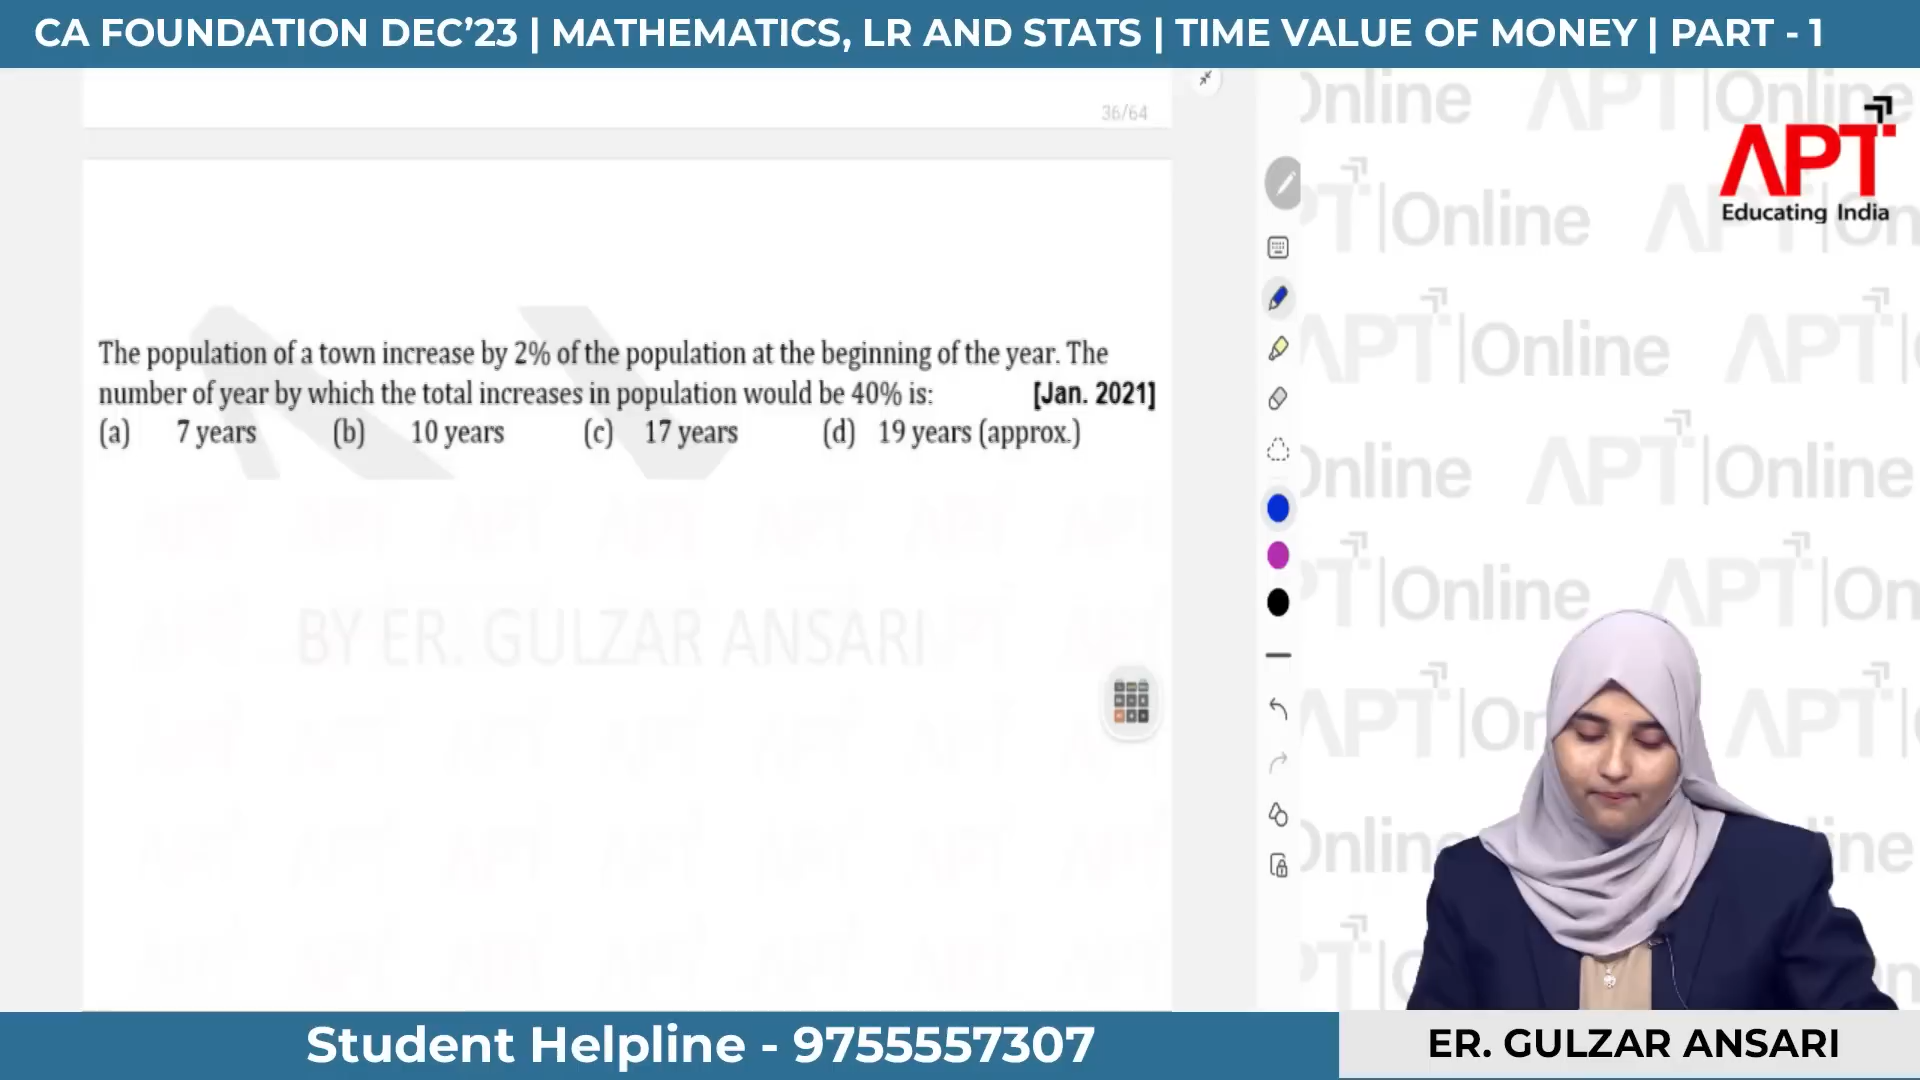 CA FOUNDATION DEC’23 | MATHEMATICS, LR AND STATS | TIME VALUE OF MONEY | PART - 1
36/64
APT
Educating India
The population of a town increase by 2% of the population at the beginning of the year. The
number of year by which the total increases in population would be 40% is: [Jan. 2021]
(a) 7 years (b) 10 years (c) 17 years (d) 19 years (approx.)
BY ER. GULZAR ANSARI
APT|Online
Student Helpline - 9755557307
ER. GULZAR ANSARI